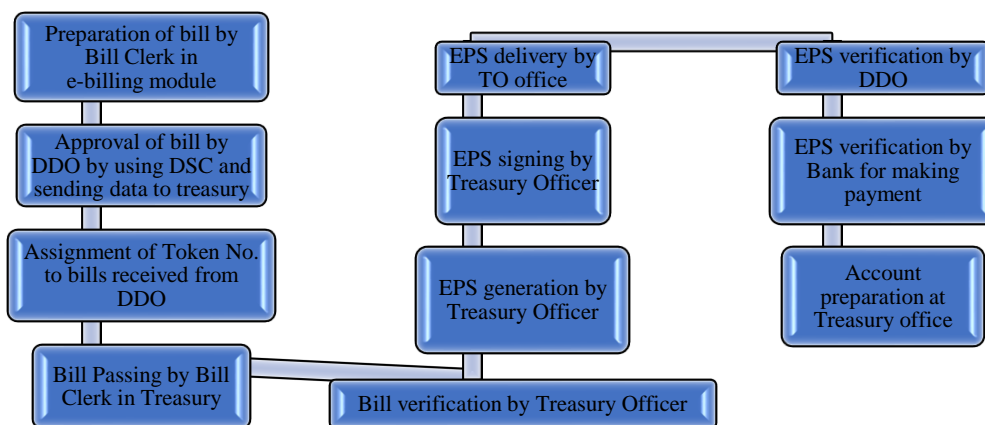 Preparation of bill by
Bill Clerk in
e-billing module
Approval of bill by
DDO by using DSC and
sending data to treasury
Assignment of Token No.
to bills received from
DDO
Bill Passing by Bill
Clerk in Treasury
Bill verification by Treasury Officer
EPS generation by
Treasury Officer
EPS signing by
Treasury Officer
EPS delivery by
TO office
EPS verification by
DDO
EPS verification by
Bank for making
payment
Account
preparation at
Treasury office